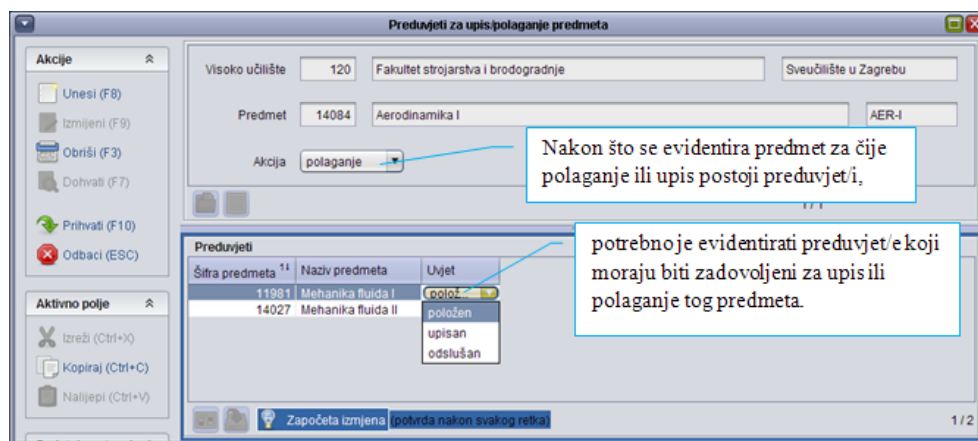 Preduvjeti za upis/polaganje predmeta
Akcije
Unesi (F8)
Izmijeni (F9)
Obriši (F3)
Dohvati (F7)
Prihvati (F10)
Odbaci (ESC)
Aktivno polje
Izreži (Ctrl+X)
Kopiraj (Ctrl+C)
Nalijepi (Ctrl+V)
Visoko učilište 120 Fakultet strojarstva i brodogradnje Sveučilište u Zagrebu
Predmet 14084 Aerodinamika I AER-I
Akcija polaganje
Nakon što se evidentira predmet za čije
polaganje ili upis postoji preduvjet/i,
1 / 1
Preduvjeti
Šifra predmeta 1 Naziv predmeta Uvjet
11981 Mehanika fluida I polož...
14027 Mehanika fluida II
položen
upisan
odslušan
potrebno je evidentirati preduvjet/e koji
moraju biti zadovoljeni za upis ili
polaganje tog predmeta.
Započeta izmjena (potvrda nakon svakog retka)
1 / 2